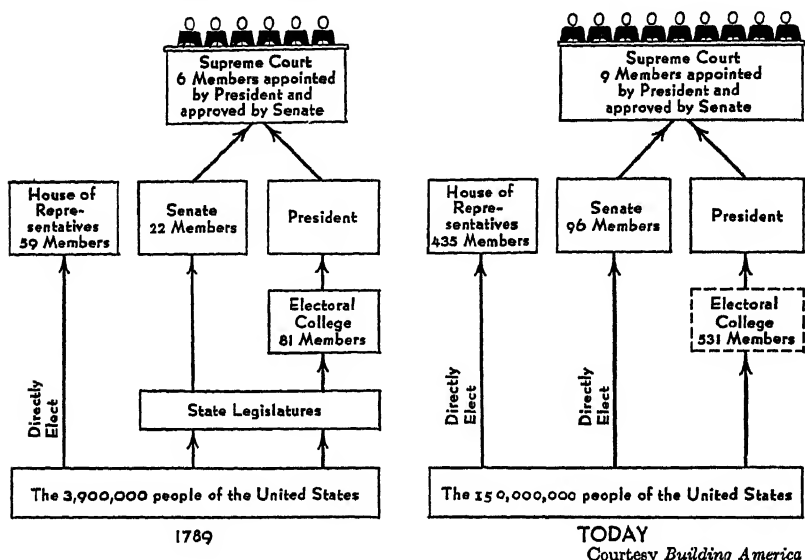 Supreme Court
6 Members appointed
by President and
approved by Senate
House of
Repre-
sentatives
59 Members
Senate
22 Members
President
Electoral
College
81 Members
Directly
Elect
State Legislatures
The 3,900,000 people of the United States
1789
Supreme Court
9 Members appointed
by President and
approved by Senate
House of
Repre-
sentatives
435 Members
Senate
96 Members
President
Electoral
College
531 Members
Directly
Elect
Directly
Elect
The 150,000,000 people of the United States
TODAY
Courtesy Building America